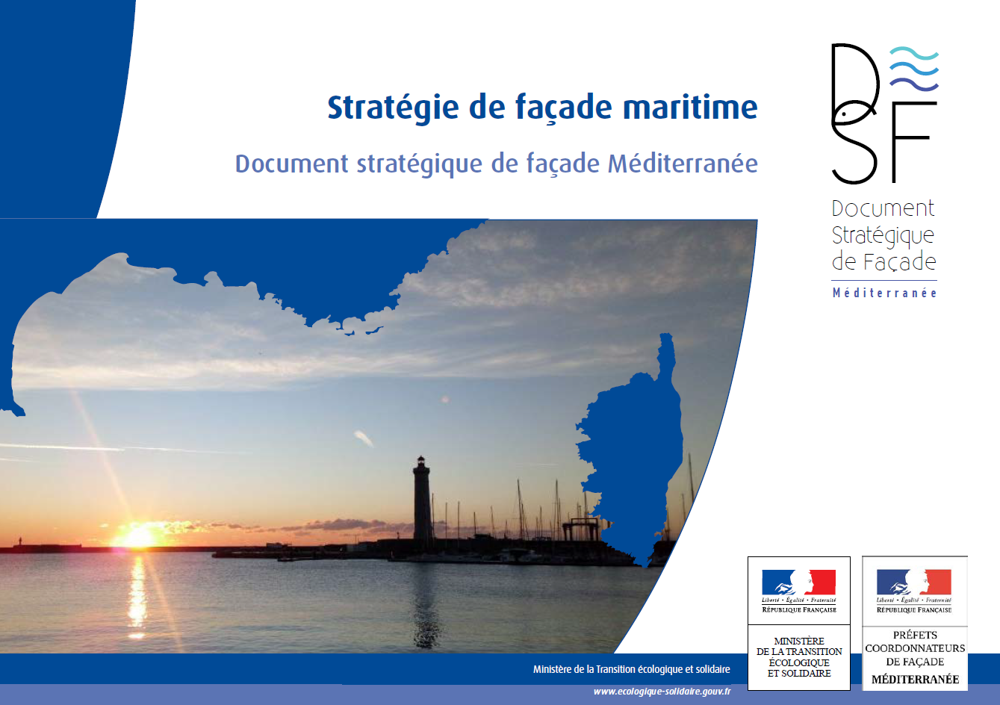 Stratégie de façade maritime
Document stratégique de façade Méditerranée
DSF
Document
Stratégique
de Façade
Méditerranée
Liberté • Égalité • Fraternité
RÉPUBLIQUE FRANÇAISE
MINISTÈRE
DE LA TRANSITION
ÉCOLOGIQUE
ET SOLIDAIRE
Liberté • Égalité • Fraternité
RÉPUBLIQUE FRANÇAISE
PRÉFETS
COORDONNATEURS
DE FAÇADE
MÉDITERRANÉE
Ministère de la Transition écologique et solidaire
www.ecologique-solidaire.gouv.fr